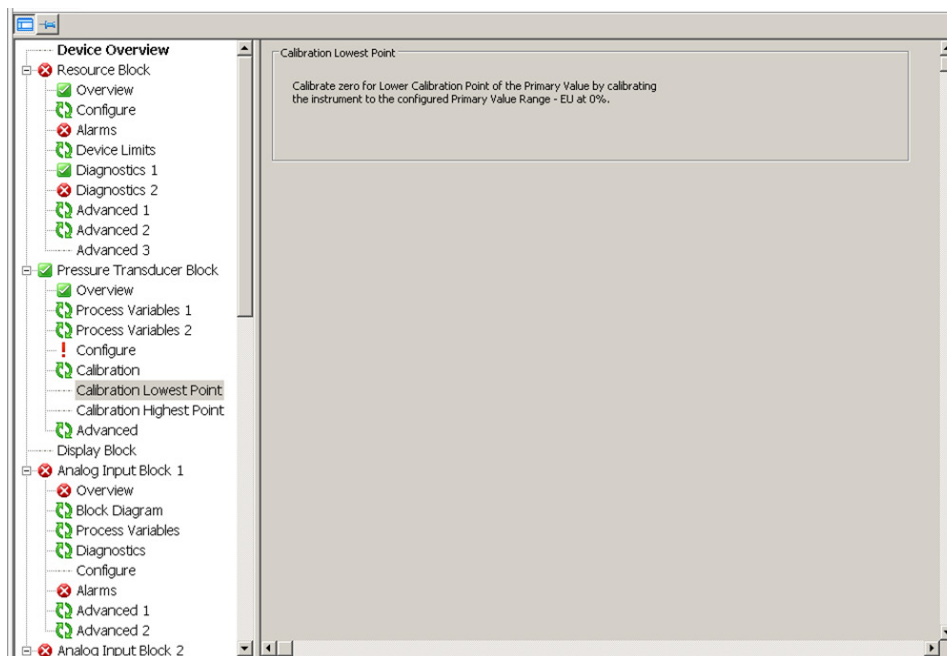 Device Overview
Resource Block
Overview
Configure
Alarms
Device Limits
Diagnostics 1
Diagnostics 2
Advanced 1
Advanced 2
Advanced 3
Pressure Transducer Block
Overview
Process Variables 1
Process Variables 2
Configure
Calibration
Calibration Lowest Point
Calibration Highest Point
Advanced
Display Block
Analog Input Block 1
Overview
Block Diagram
Process Variables
Diagnostics
Configure
Alarms
Advanced 1
Advanced 2
Analog Input Block 2
Calibration Lowest Point
Calibrate zero for Lower Calibration Point of the Primary Value by calibrating
the instrument to the configured Primary Value Range - EU at 0%.